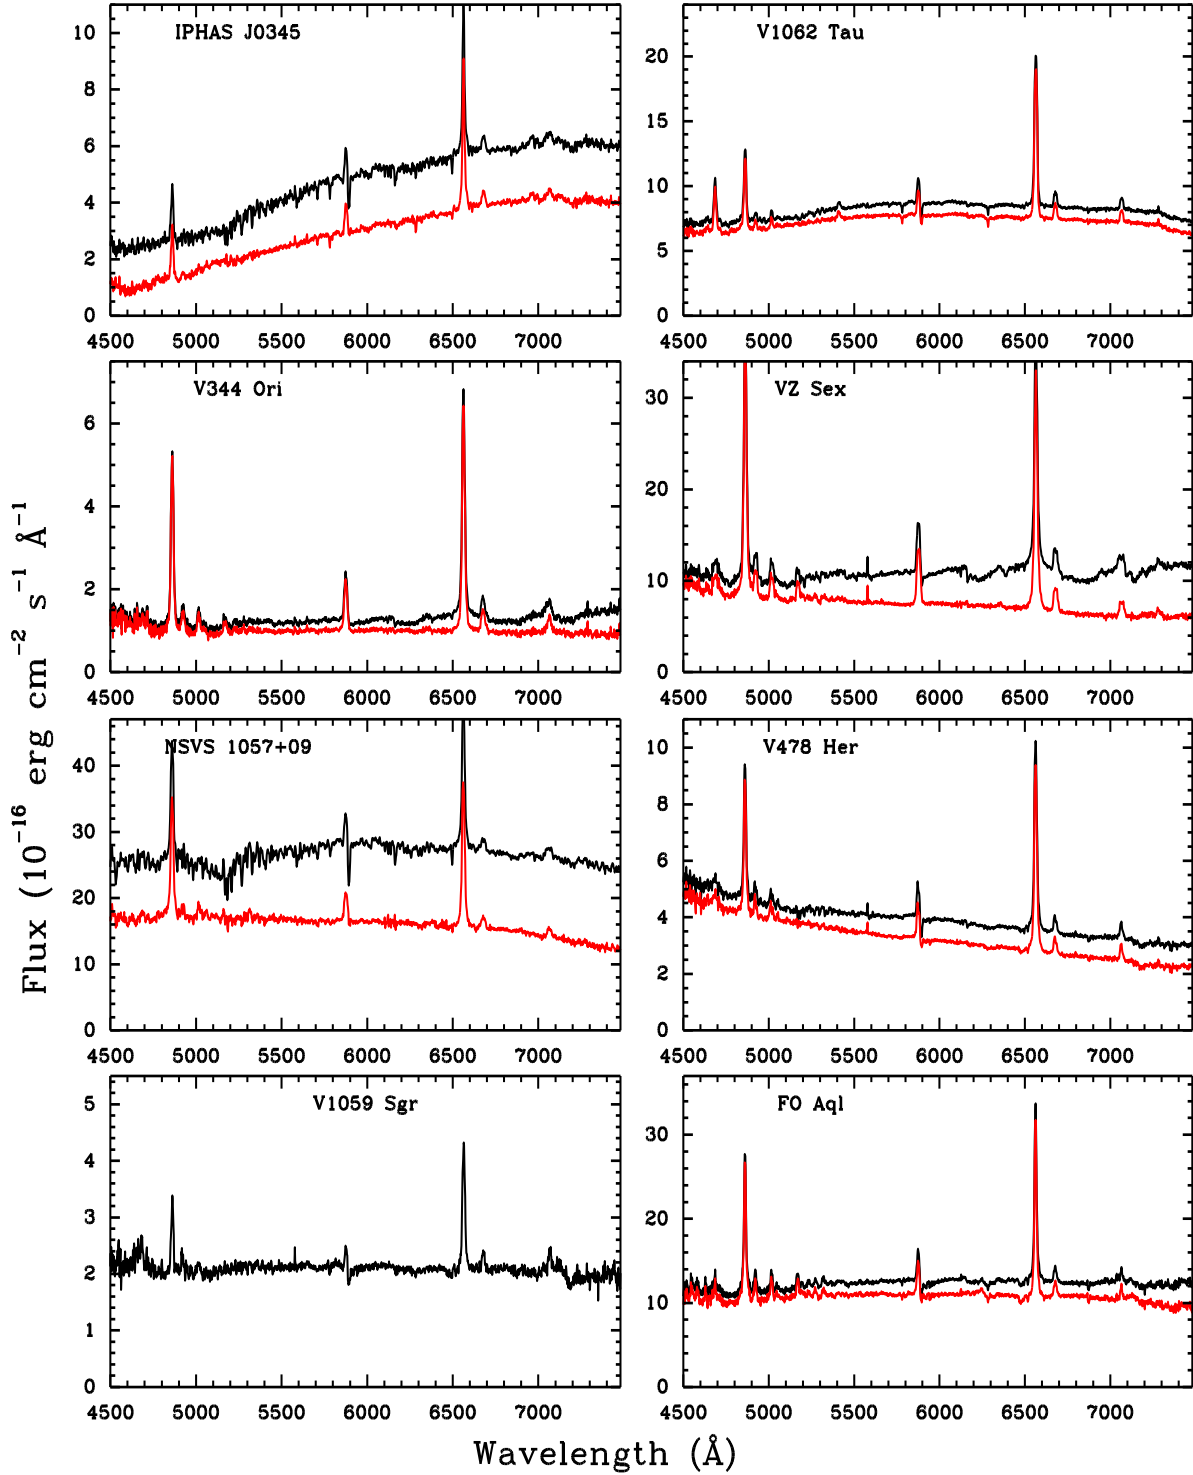 IPHAS J0345
10
8
6
4
2
0
4500 5000 5500 6000 6500 7000
V1062 Tau
20
15
10
5
0
4500 5000 5500 6000 6500 7000
V344 Ori
6
4
2
0
4500 5000 5500 6000 6500 7000
VZ Sex
30
20
10
0
4500 5000 5500 6000 6500 7000
NSVS 1057+09
40
30
20
10
0
4500 5000 5500 6000 6500 7000
V478 Her
10
8
6
4
2
0
4500 5000 5500 6000 6500 7000
V1059 Sgr
5
4
3
2
1
0
4500 5000 5500 6000 6500 7000
FO Aql
30
20
10
0
4500 5000 5500 6000 6500 7000
Flux (10⁻¹⁶ erg cm⁻² s⁻¹ Å⁻¹
Wavelength (Å)